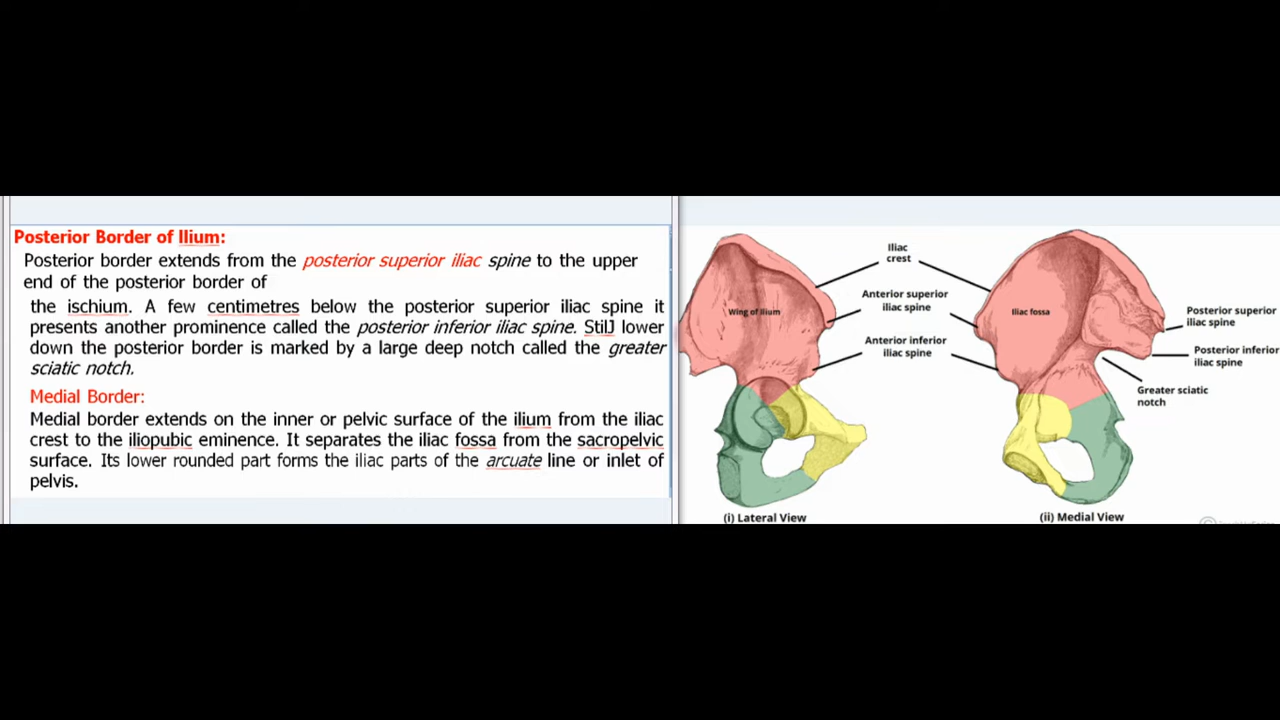 Posterior Border of Ilium:
Posterior border extends from the posterior superior iliac spine to the upper
end of the posterior border of
the ischium. A few centimetres below the posterior superior iliac spine it
presents another prominence called the posterior inferior iliac spine. StilJ lower
down the posterior border is marked by a large deep notch called the greater
sciatic notch.
Medial Border:
Medial border extends on the inner or pelvic surface of the ilium from the iliac
crest to the iliopubic eminence. It separates the iliac fossa from the sacropelvic
surface. Its lower rounded part forms the iliac parts of the arcuate line or inlet of
pelvis.
Iliac
crest
Anterior superior
iliac spine
Anterior inferior
iliac spine
Wing of ilium
Iliac fossa
Posterior superior
iliac spine
Posterior inferior
iliac spine
Greater sciatic
notch
(i) Lateral View
(ii) Medial View